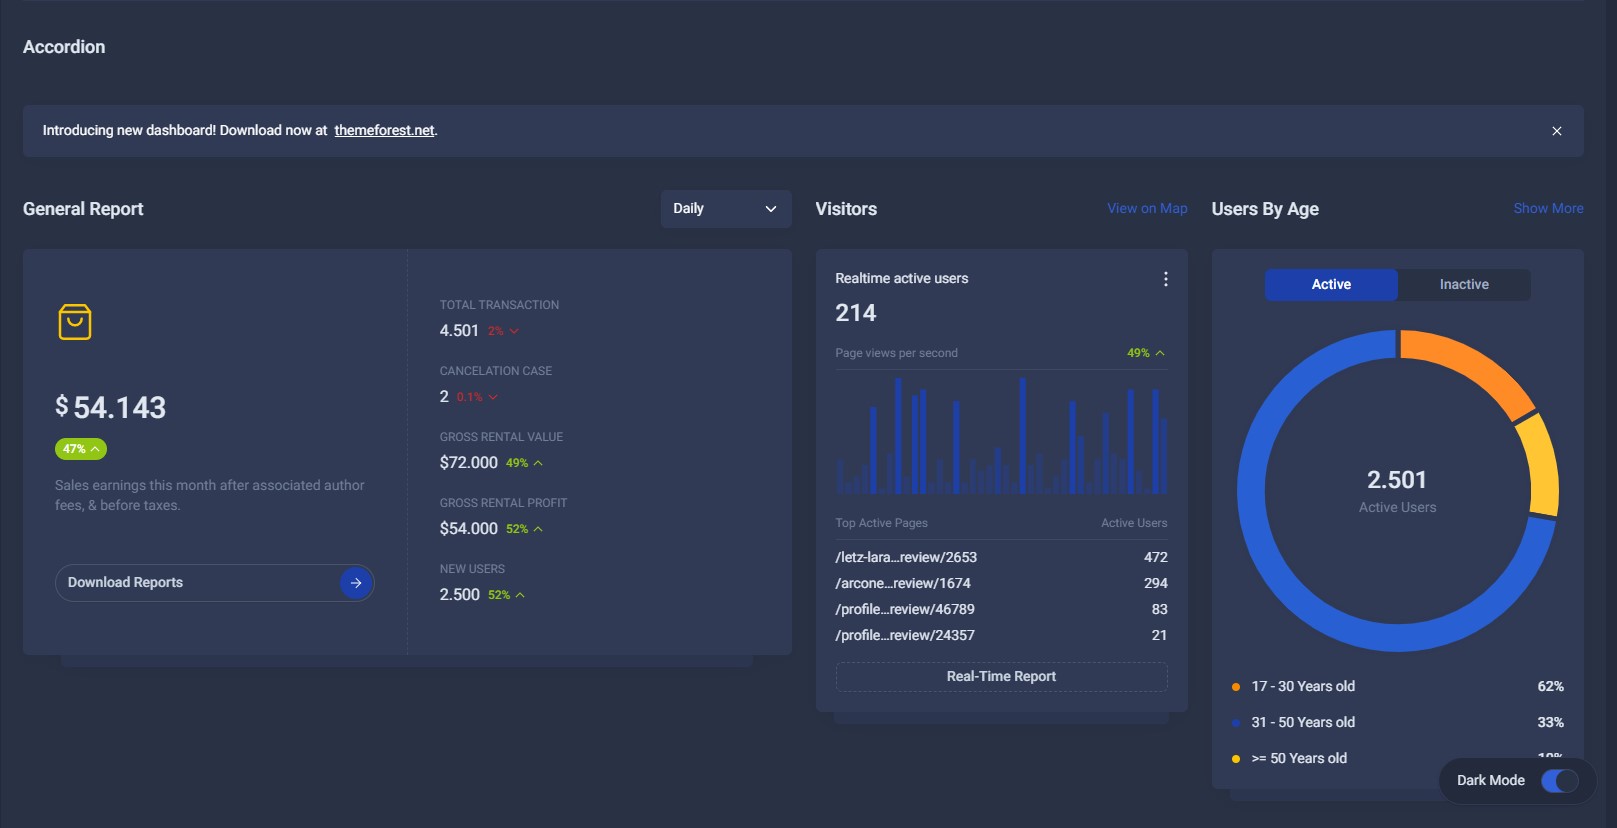 Accordion
Introducing new dashboard! Download now at themeforest.net.
General Report
Daily
$ 54.143
47%
Sales earnings this month after associated author
fees, & before taxes.
Download Reports
TOTAL TRANSACTION
4.501 2%
CANCELATION CASE
2 0.1%
GROSS RENTAL VALUE
$72.000 49%
GROSS RENTAL PROFIT
$54.000 52%
NEW USERS
2.500 52%
Visitors
View on Map
Realtime active users
214
Page views per second 49%
Top Active Pages Active Users
/letz-lara…review/2653 472
/arcone…review/1674 294
/profile…review/46789 83
/profile…review/24357 21
Real-Time Report
Users By Age
Show More
Active Inactive
2.501
Active Users
17 - 30 Years old 62%
31 - 50 Years old 33%
>= 50 Years old
Dark Mode